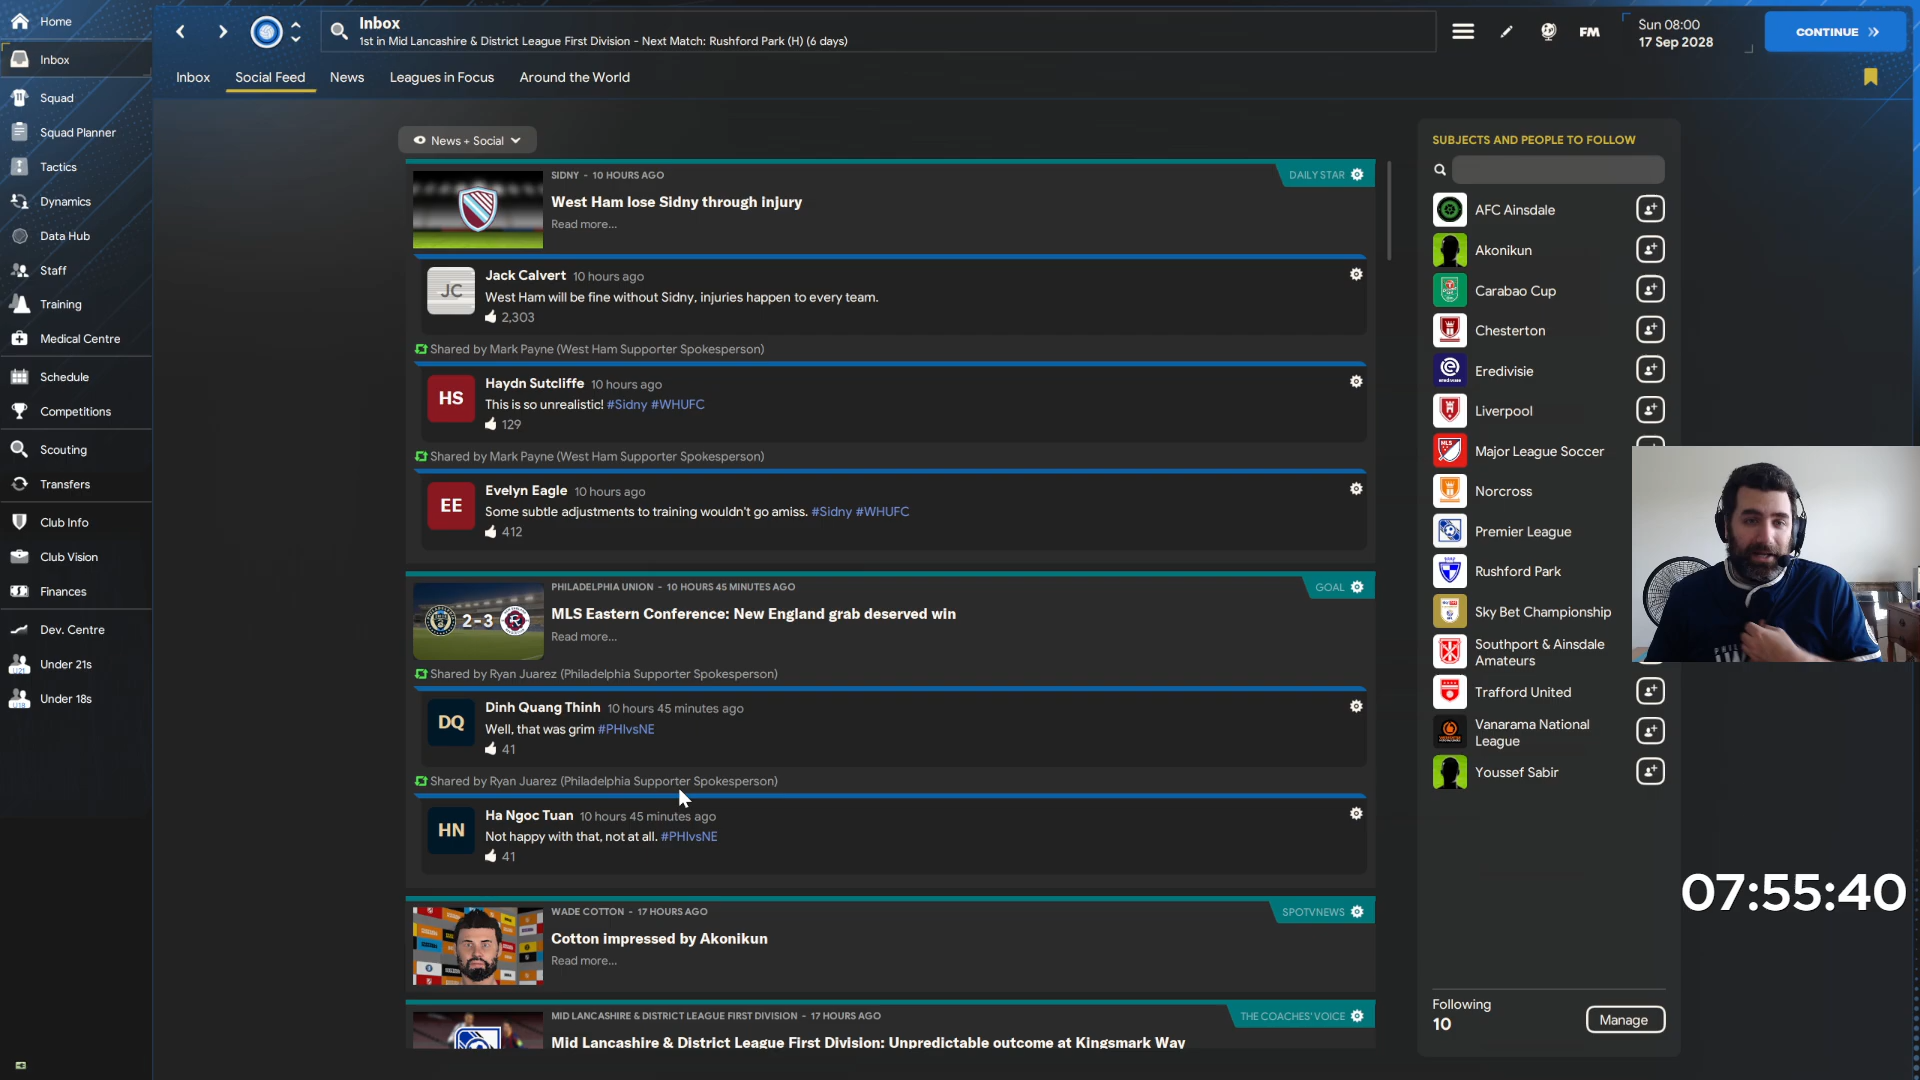 Home
Inbox
Squad
Squad Planner
Tactics
Dynamics
Data Hub
Staff
Training
Medical Centre
Schedule
Competitions
Scouting
Transfers
Club Info
Club Vision
Finances
Dev. Centre
Under 21s
Under 18s
Inbox
1st in Mid Lancashire & District League First Division - Next Match: Rushford Park (H) (6 days)
FM
Sun 08:00
17 Sep 2028
CONTINUE
Inbox
Social Feed
News
Leagues in Focus
Around the World
News + Social
SIDNY - 10 HOURS AGO
DAILY STAR
West Ham lose Sidny through injury
Read more...
JC
Jack Calvert 10 hours ago
West Ham will be fine without Sidny, injuries happen to every team.
2,303
Shared by Mark Payne (West Ham Supporter Spokesperson)
HS
Haydn Sutcliffe 10 hours ago
This is so unrealistic! #Sidny #WHUFC
129
Shared by Mark Payne (West Ham Supporter Spokesperson)
EE
Evelyn Eagle 10 hours ago
Some subtle adjustments to training wouldn't go amiss. #Sidny #WHUFC
412
PHILADELPHIA UNION - 10 HOURS 45 MINUTES AGO
GOAL
2-3
MLS Eastern Conference: New England grab deserved win
Read more...
Shared by Ryan Juarez (Philadelphia Supporter Spokesperson)
DQ
Dinh Quang Thinh 10 hours 45 minutes ago
Well, that was grim #PHIvsNE
41
Shared by Ryan Juarez (Philadelphia Supporter Spokesperson)
HN
Ha Ngoc Tuan 10 hours 45 minutes ago
Not happy with that, not at all. #PHIvsNE
41
WADE COTTON - 17 HOURS AGO
SPOTVNEWS
Cotton impressed by Akonikun
Read more...
MID LANCASHIRE & DISTRICT LEAGUE FIRST DIVISION - 17 HOURS AGO
THE COACHES' VOICE
Mid Lancashire & District League First Division: Unpredictable outcome at Kingsmark Way
SUBJECTS AND PEOPLE TO FOLLOW
AFC Ainsdale
Akonikun
Carabao Cup
Chesterton
Eredivisie
Liverpool
Major League Soccer
Norcross
Premier League
Rushford Park
Sky Bet Championship
Southport & Ainsdale
Amateurs
Trafford United
Vanarama National
League
Youssef Sabir
07:55:40
Following
10
Manage